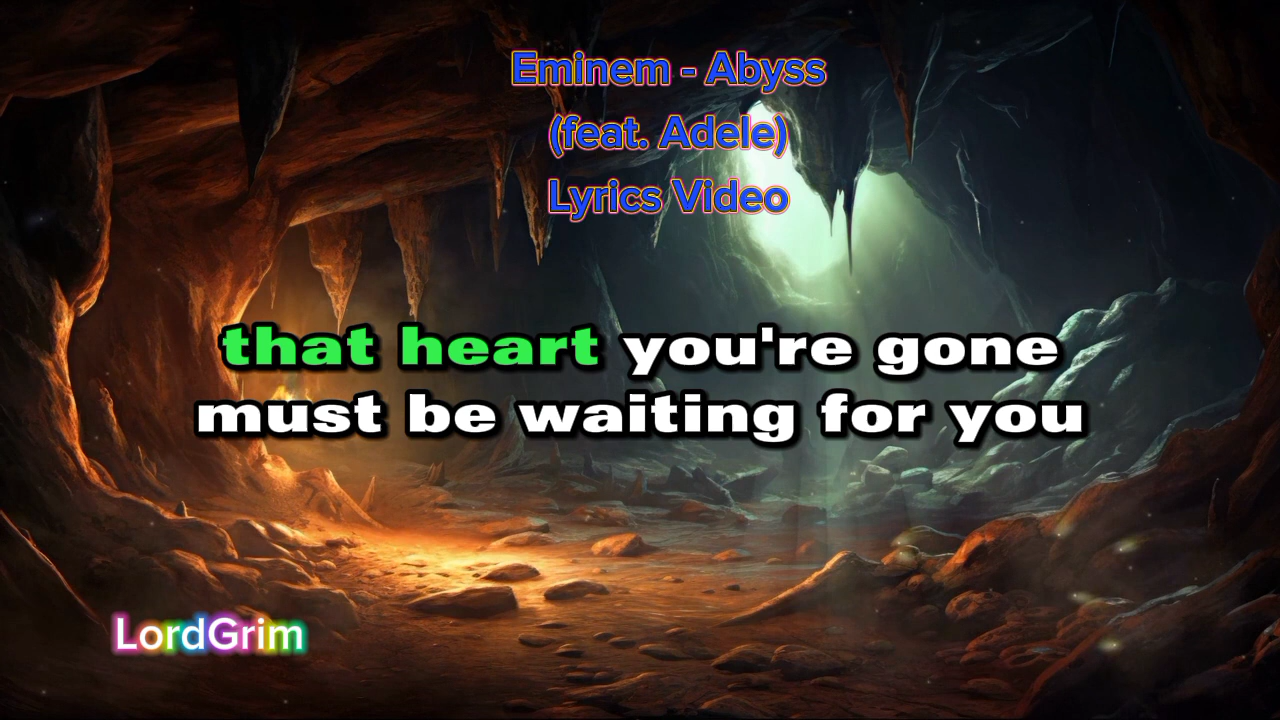 Eminem - Abyss
(feat. Adele)
Lyrics Video
that heart you're gone
must be waiting for you
LordGrim